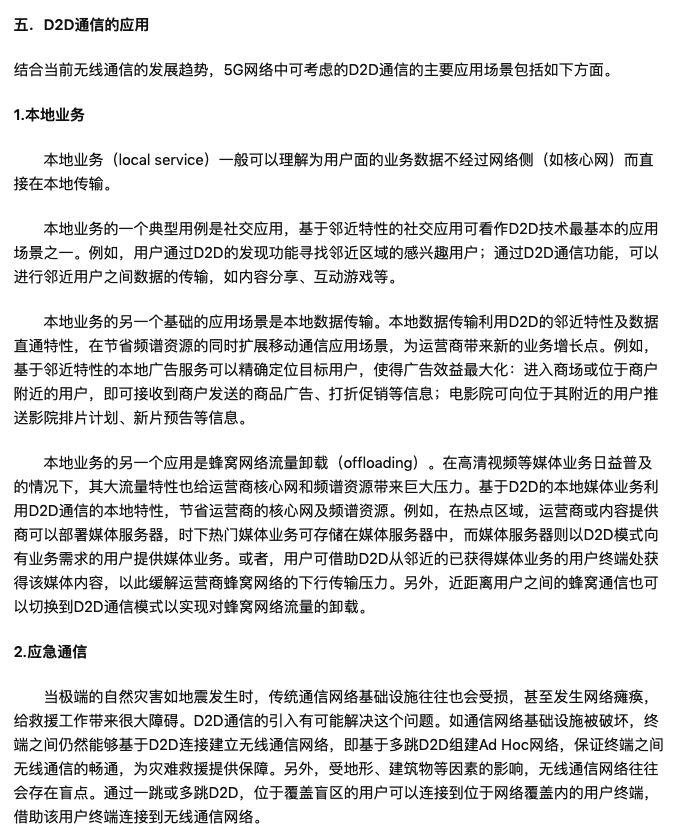 五．D2D通信的应用
结合当前无线通信的发展趋势，5G网络中可考虑的D2D通信的主要应用场景包括如下方面。
1.本地业务
本地业务（local service）一般可以理解为用户面的业务数据不经过网络侧（如核心网）而直
接在本地传输。
本地业务的一个典型用例是社交应用，基于邻近特性的社交应用可看作D2D技术最基本的应用
场景之一。例如，用户通过D2D的发现功能寻找邻近区域的感兴趣用户；通过D2D通信功能，可以
进行邻近用户之间数据的传输，如内容分享、互动游戏等。
本地业务的另一个基础的应用场景是本地数据传输。本地数据传输利用D2D的邻近特性及数据
直通特性，在节省频谱资源的同时扩展移动通信应用场景，为运营商带来新的业务增长点。例如，
基于邻近特性的本地广告服务可以精确定位目标用户，使得广告效益最大化：进入商场或位于商户
附近的用户，即可接收到商户发送的商品广告、打折促销等信息；电影院可向位于其附近的用户推
送影院排片计划、新片预告等信息。
本地业务的另一个应用是蜂窝网络流量卸载（offloading）。在高清视频等媒体业务日益普及
的情况下，其大流量特性也给运营商核心网和频谱资源带来巨大压力。基于D2D的本地媒体业务利
用D2D通信的本地特性，节省运营商的核心网及频谱资源。例如，在热点区域，运营商或内容提供
商可以部署媒体服务器，时下热门媒体业务可存储在媒体服务器中，而媒体服务器则以D2D模式向
有业务需求的用户提供媒体业务。或者，用户可借助D2D从邻近的已获得媒体业务的用户终端处获
得该媒体内容，以此缓解运营商蜂窝网络的下行传输压力。另外，近距离用户之间的蜂窝通信也可
以切换到D2D通信模式以实现对蜂窝网络流量的卸载。
2.应急通信
当极端的自然灾害如地震发生时，传统通信网络基础设施往往也会受损，甚至发生网络瘫痪，
给救援工作带来很大障碍。D2D通信的引入有可能解决这个问题。如通信网络基础设施被破坏，终
端之间仍然能够基于D2D连接建立无线通信网络，即基于多跳D2D组建Ad Hoc网络，保证终端之间
无线通信的畅通，为灾难救援提供保障。另外，受地形、建筑物等因素的影响，无线通信网络往往
会存在盲点。通过一跳或多跳D2D，位于覆盖盲区的用户可以连接到位于网络覆盖内的用户终端，
借助该用户终端连接到无线通信网络。